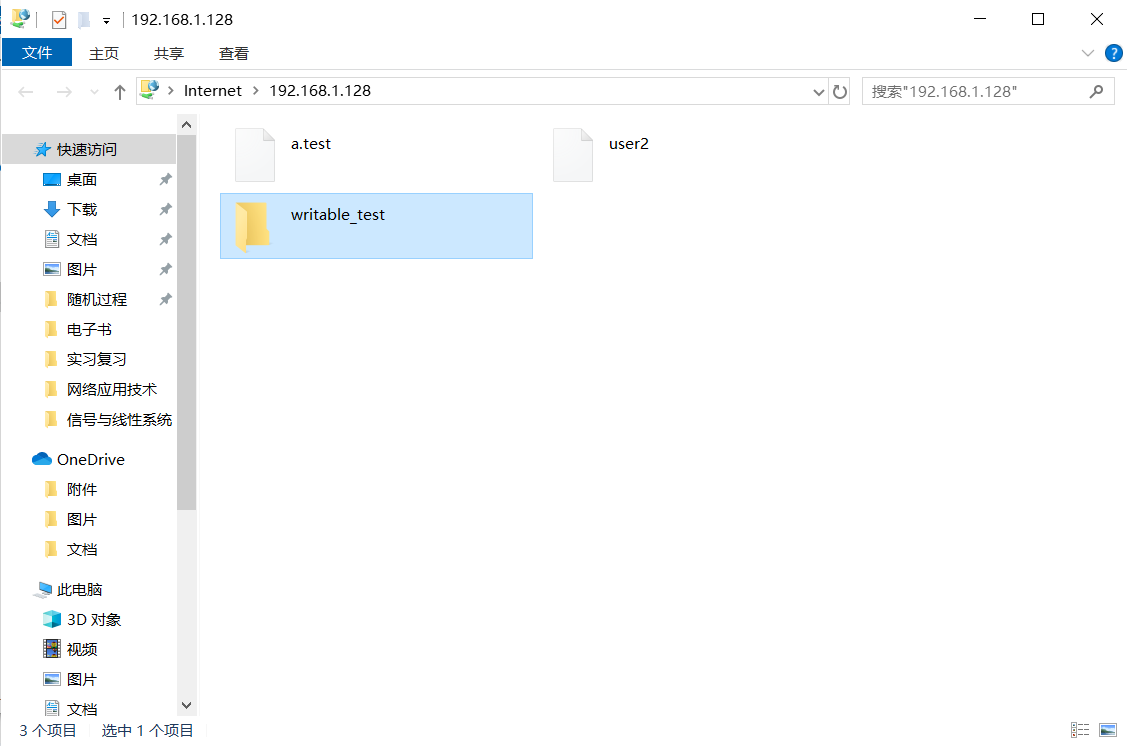 192.168.1.128
文件 主页 共享 查看
Internet 192.168.1.128 搜索"192.168.1.128"
快速访问
桌面
下载
文档
图片
随机过程
电子书
实习复习
网络应用技术
信号与线性系统
OneDrive
附件
图片
文档
此电脑
3D 对象
视频
图片
文档
a.test
user2
writable_test
3 个项目 选中 1 个项目